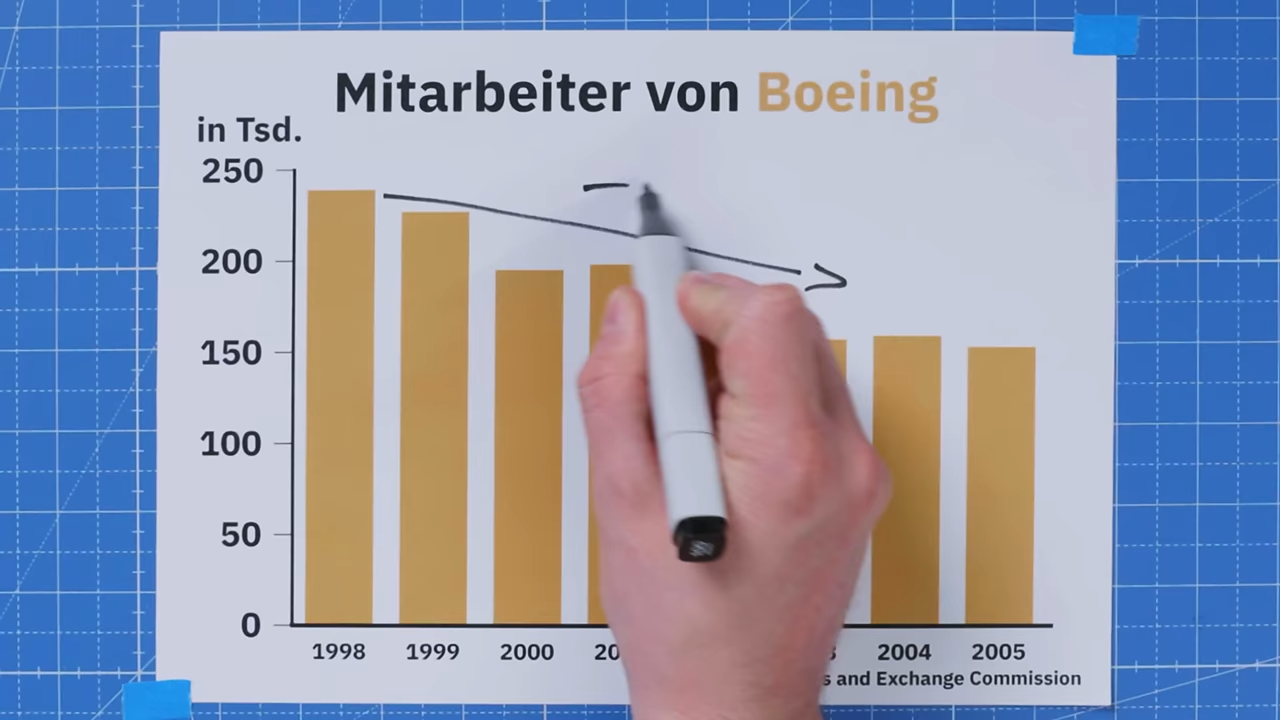 Mitarbeiter von Boeing
in Tsd.
250
200
150
100
50
0
1998 1999 2000 2004 2005
and Exchange Commission